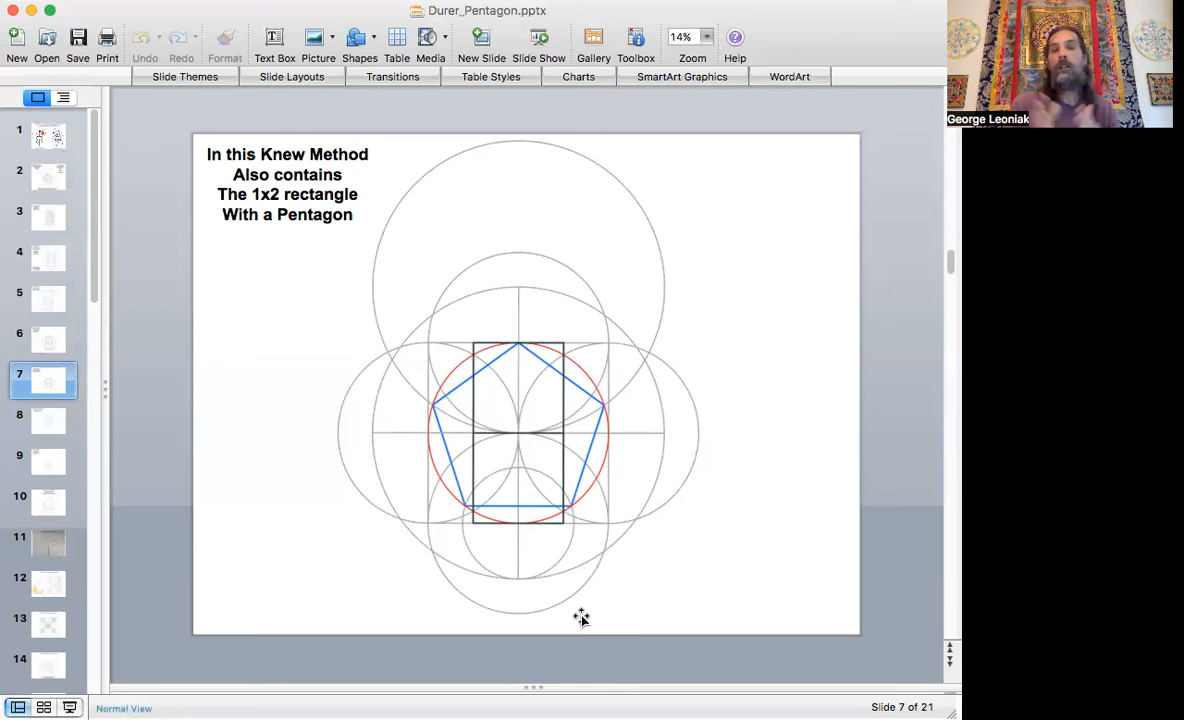 Durer_Pentagon.pptx
New Open Save Print Undo Redo Format Text Box Picture Shapes Table Media New Slide Slide Show Gallery Toolbox 14% Zoom Help
Slide Themes Slide Layouts Transitions Table Styles Charts SmartArt Graphics WordArt
George Leoniak
1
2
3
4
5
6
7
8
9
10
11
12
13
14
In this Knew Method
Also contains
The 1x2 rectangle
With a Pentagon
Normal View
Slide 7 of 21